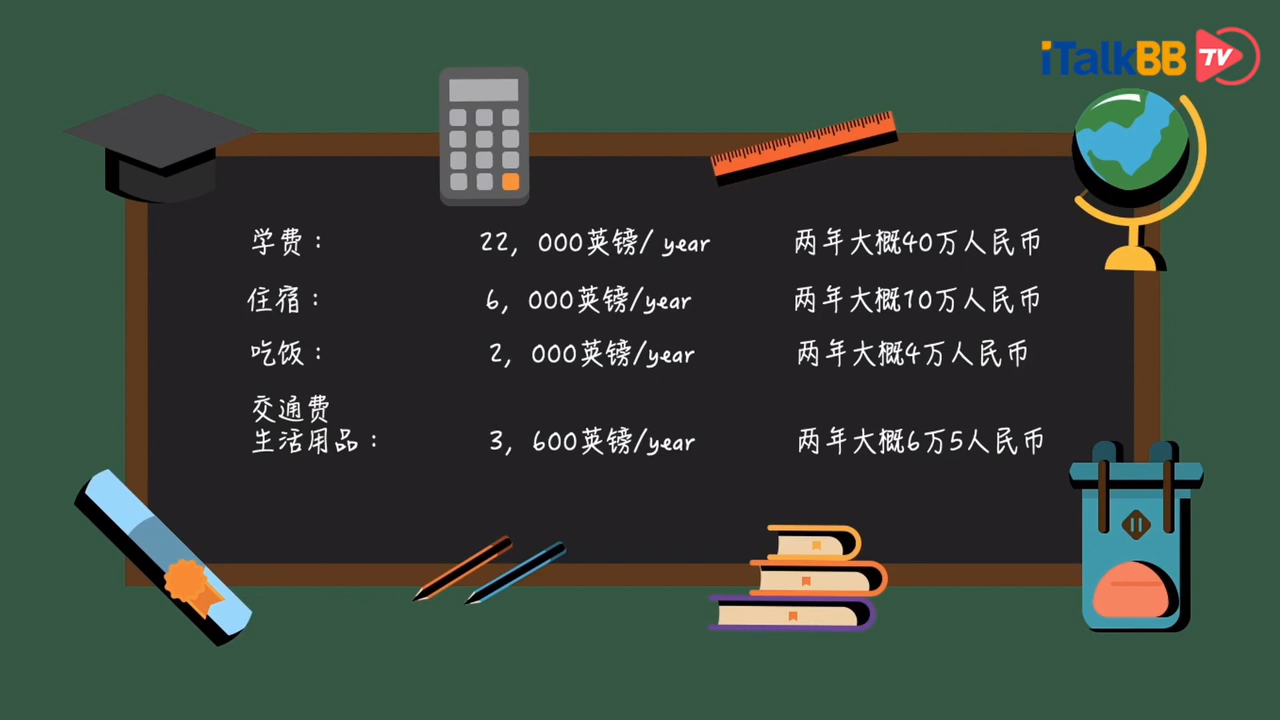 iTalkBB TV
学费： 22，000英镑/ year 两年大概40万人民币
住宿： 6，000英镑/year 两年大概10万人民币
吃饭： 2，000英镑/year 两年大概4万人民币
交通费
生活用品： 3，600英镑/year 两年大概6万5人民币